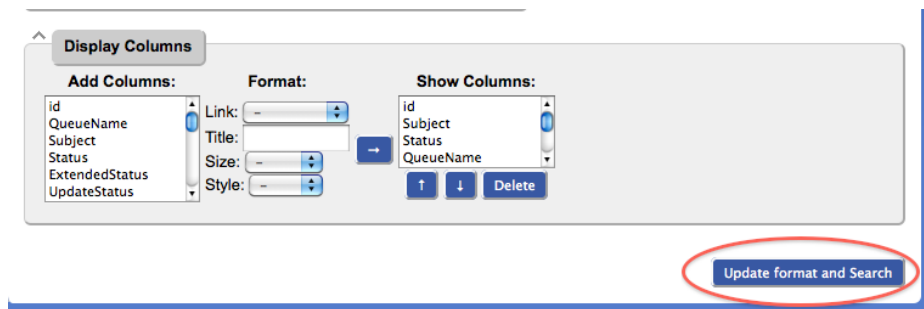 Display Columns
Add Columns:
Format:
Show Columns:
id
QueueName
Subject
Status
ExtendedStatus
UpdateStatus
Link: -
Title:
Size: -
Style: -
→
id
Subject
Status
QueueName
↑ ↓ Delete
Update format and Search